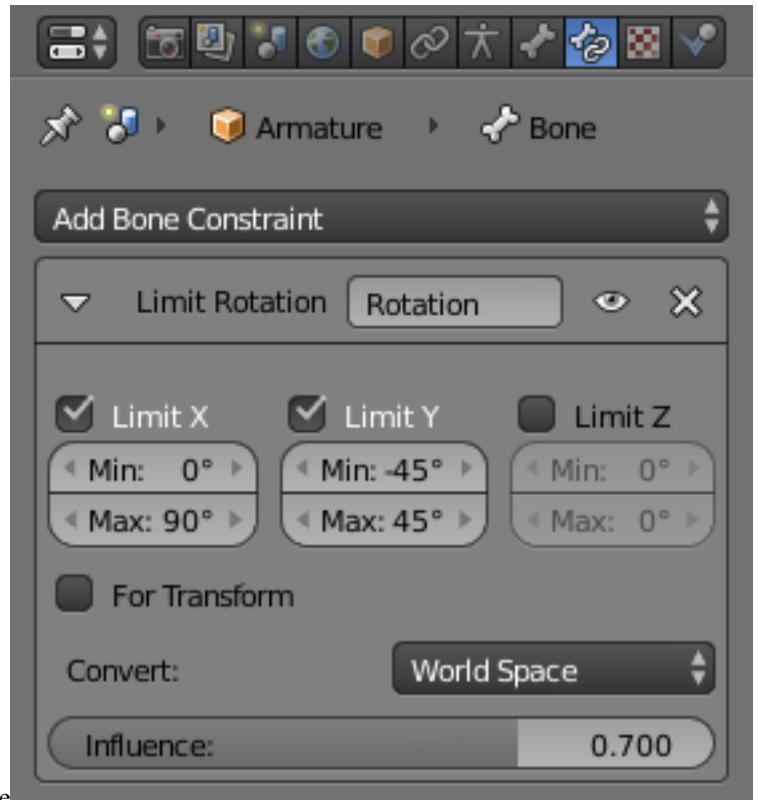 Armature Bone
Add Bone Constraint
Limit Rotation Rotation
Limit X Limit Y Limit Z
Min: 0° Min: -45° Min: 0°
Max: 90° Max: 45° Max: 0°
For Transform
Convert: World Space
Influence: 0.700
e